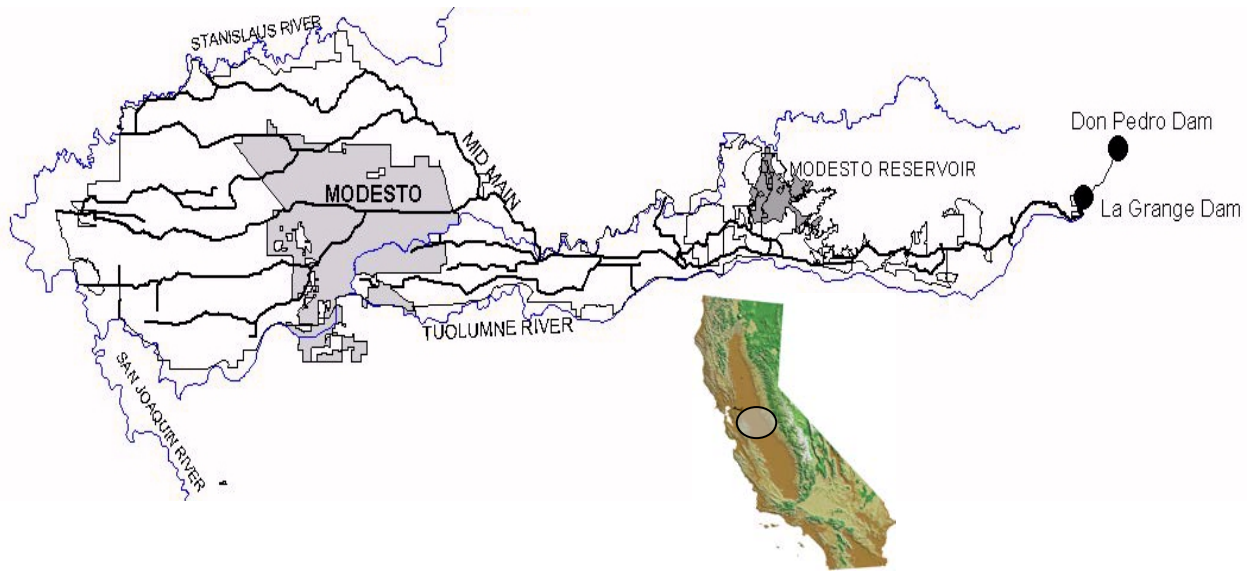 STANISLAUS RIVER
Don Pedro Dam
MID MAIN
MODESTO RESERVOIR
MODESTO
La Grange Dam
TUOLUMNE RIVER
SAN JOAQUIN RIVER